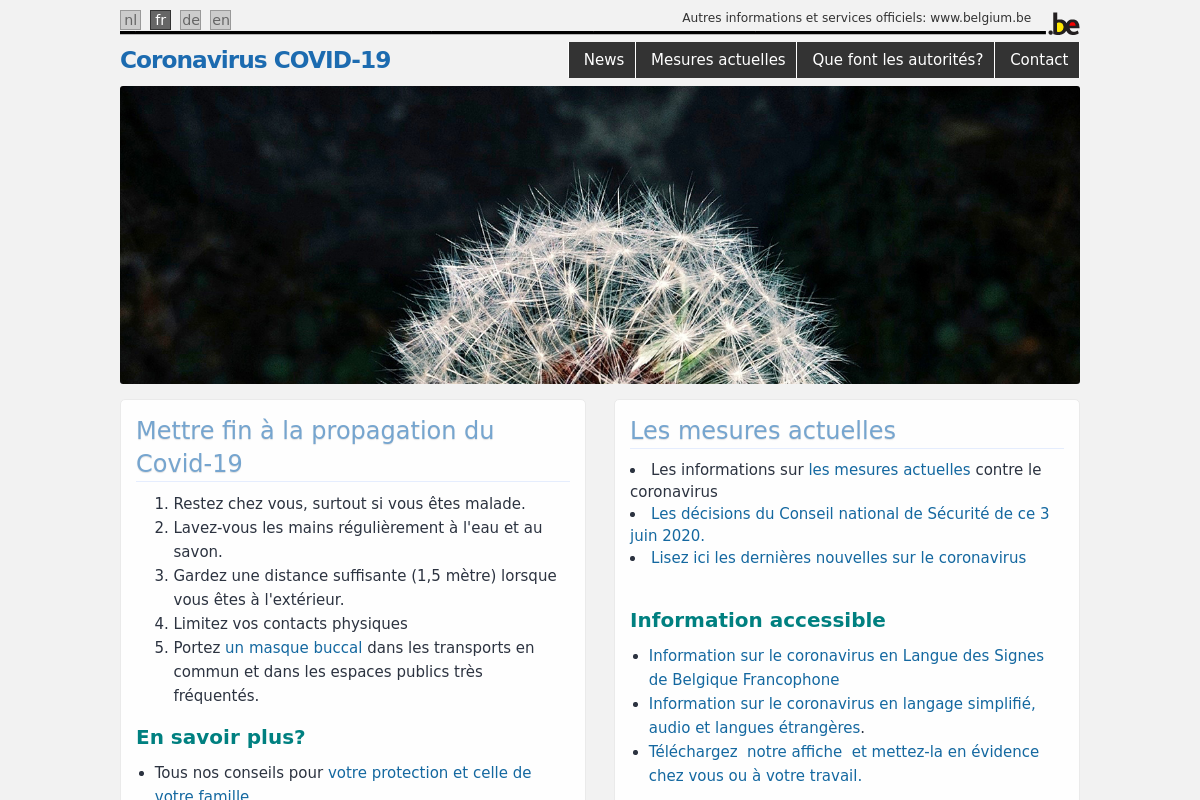 nl fr de en
Autres informations et services officiels: www.belgium.be
.be
Coronavirus COVID-19
News Mesures actuelles Que font les autorités? Contact
Mettre fin à la propagation du
Covid-19
1. Restez chez vous, surtout si vous êtes malade.
2. Lavez-vous les mains régulièrement à l'eau et au
savon.
3. Gardez une distance suffisante (1,5 mètre) lorsque
vous êtes à l'extérieur.
4. Limitez vos contacts physiques
5. Portez un masque buccal dans les transports en
commun et dans les espaces publics très
fréquentés.
En savoir plus?
• Tous nos conseils pour votre protection et celle de
votre famille
Les mesures actuelles
• Les informations sur les mesures actuelles contre le
coronavirus
• Les décisions du Conseil national de Sécurité de ce 3
juin 2020.
• Lisez ici les dernières nouvelles sur le coronavirus
Information accessible
• Information sur le coronavirus en Langue des Signes
de Belgique Francophone
• Information sur le coronavirus en langage simplifié,
audio et langues étrangères.
• Téléchargez notre affiche et mettez-la en évidence
chez vous ou à votre travail.